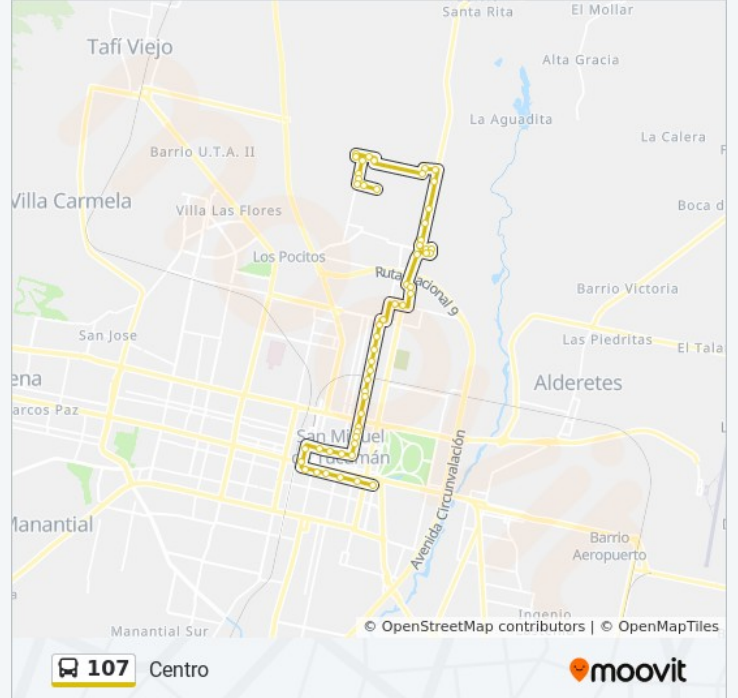 Santa Rita
El Mollar
Tafí Viejo
Alta Gracia
La Aguadita
La Calera
Barrio U.T.A. II
Villa Carmela
Villa Las Flores
Boca d
Los Pocitos
Ruta Nacional 9
Barrio Victoria
San Jose
Las Piedritas
El Tala
ena
Alderetes
arcos Paz
San Miguel
de Tucumán
Avenida Circunvalación
Manantial
Barrio
Aeropuerto
Ingenio
Manantial Sur
© OpenStreetMap contributors | © OpenMapTiles
107 Centro
moovit